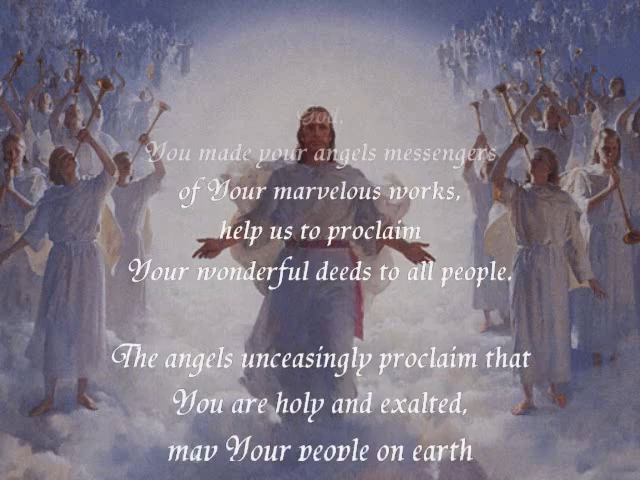 God,
You made your angels messengers
of Your marvelous works,
help us to proclaim
Your wonderful deeds to all people.
The angels unceasingly proclaim that
You are holy and exalted,
may Your people on earth